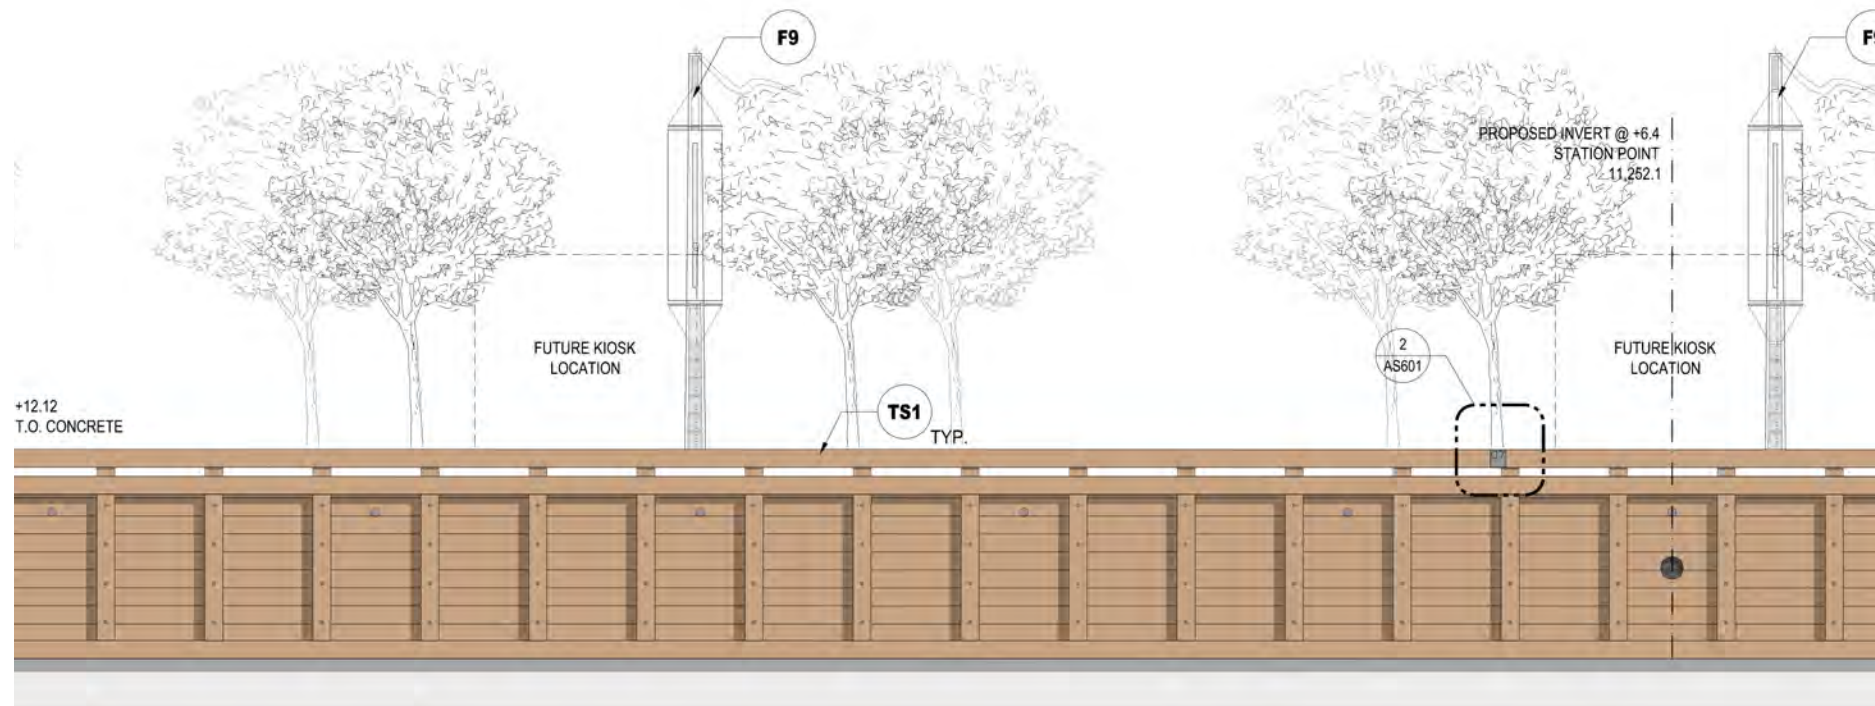 F9
F9
PROPOSED INVERT @ +6.4
STATION POINT
11,252.1
FUTURE KIOSK
LOCATION
2
AS601
FUTURE KIOSK
LOCATION
+12.12
T.O. CONCRETE
TS1
TYP.